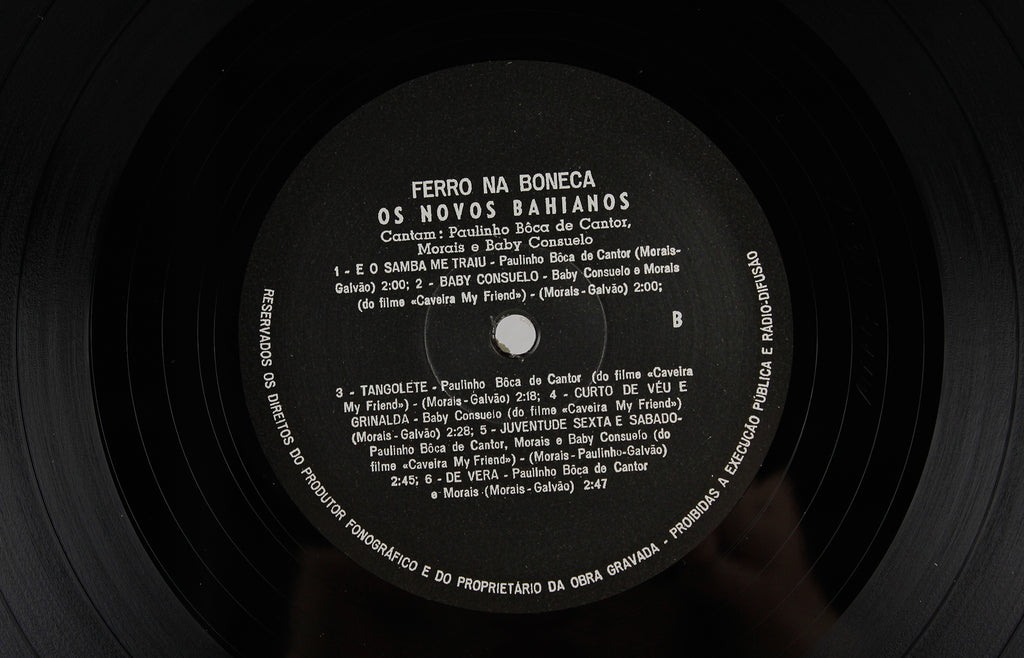 FERRO NA BONECA
OS NOVOS BAHIANOS
Cantam: Paulinho Bôca de Cantor,
Morais e Baby Consuelo
1 - E O SAMBA ME TRAIU - Paulinho Bôca de Cantor (Morais-
Galvão) 2:00; 2 - BABY CONSUELO - Baby Consuelo e Morais
(do filme «Caveira My Friend») - (Morais-Galvão) 2:00;
B
3 - TANGOLETE - Paulinho Bôca de Cantor (do filme «Caveira
My Friend») - (Morais-Galvão) 2:18; 4 - CURTO DE VÉU E
GRINALDA - Baby Consuelo (do filme «Caveira My Friend»)
(Morais-Galvão) 2:28; 5 - JUVENTUDE SEXTA E SABADO-
Paulinho Bôca de Cantor, Morais e Baby Consuelo (do
filme «Caveira My Friend») - (Morais-Paulinho-Galvão)
2:45; 6 - DE VERA - Paulinho Bôca de Cantor
e Morais (Morais-Galvão) 2:47
RESERVADOS OS DIREITOS DO PRODUTOR FONOGRÁFICO E DO PROPRIETÁRIO DA OBRA GRAVADA - PROIBIDAS A EXECUCÃO PÚBLICA E RÁDIO-DIFUSÃO